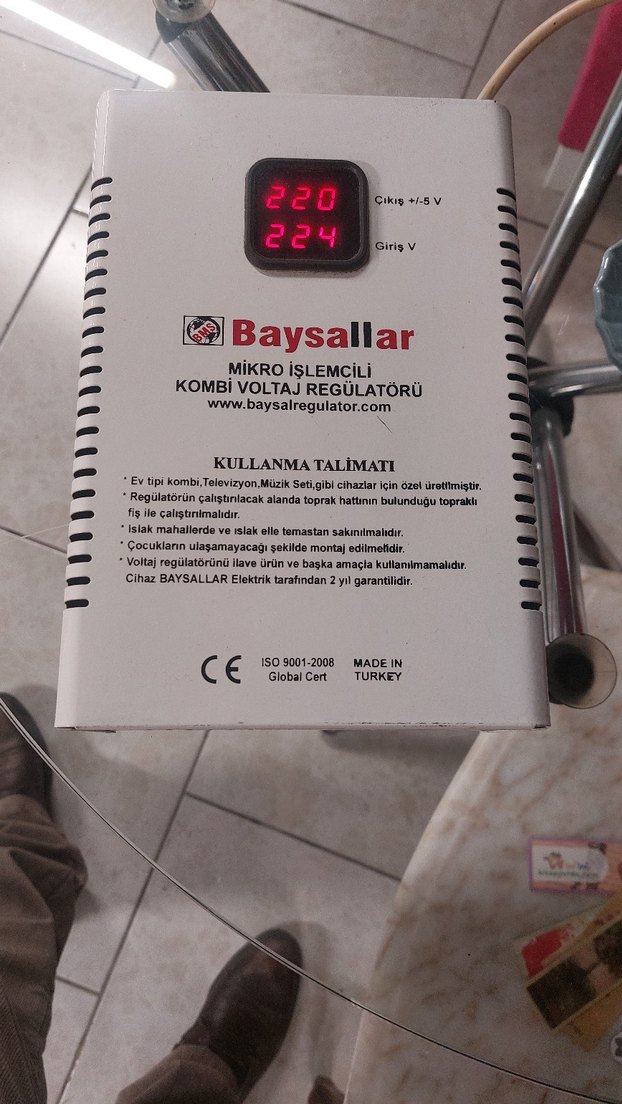 220 Çıkış +/-5 V
224 Giriş V
BMS Baysallar
MİKRO İŞLEMCİLİ
KOMBİ VOLTAJ REGÜLATÖRÜ
www.baysalregulator.com
KULLANMA TALİMATI
* Ev tipi kombi,Televizyon,Müzik Seti,gibi cihazlar için özel üretilmiştir.
* Regülatörün çalıştırılacak alanda toprak hattının bulunduğu topraklı
fiş ile çalıştırılmalıdır.
* Islak mahallerde ve ıslak elle temastan sakınılmalıdır.
* Çocukların ulaşamayacağı şekilde montaj edilmelidir.
* Voltaj regülatörünü ilave ürün ve başka amaçla kullanılmamalıdır.
Cihaz BAYSALLAR Elektrik tarafından 2 yıl garantilidir.
CE ISO 9001-2008 MADE IN
Global Cert TURKEY